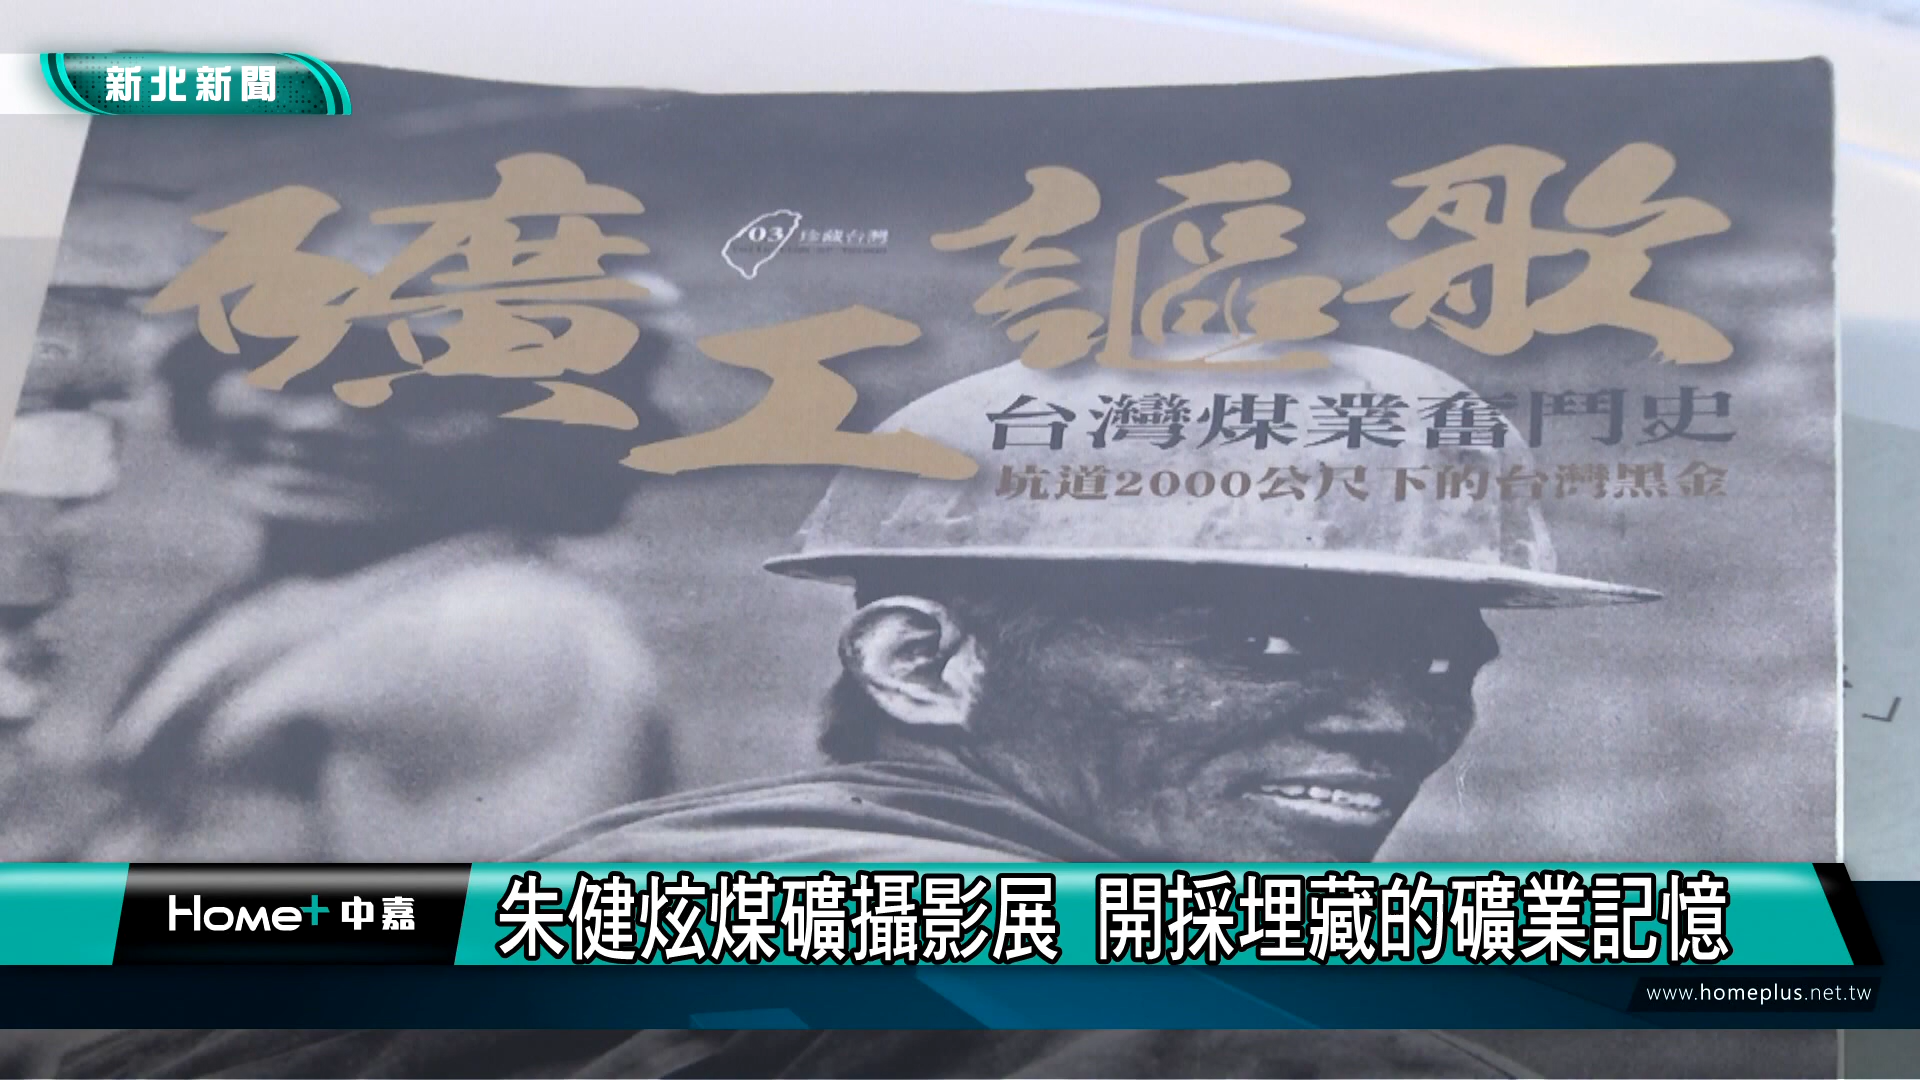 新北新聞
礦工謳歌
03 珍藏台灣
台灣煤業奮鬥史
坑道2000公尺下的台灣黑金
Home+ 中嘉
朱健炫煤礦攝影展 開採埋藏的礦業記憶
www.homeplus.net.tw